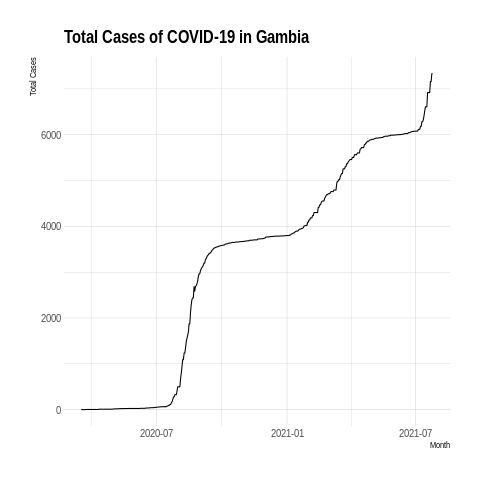 Total Cases of COVID-19 in Gambia
Total Cases
6000
4000
2000
0
2020-07
2021-01
2021-07
Month